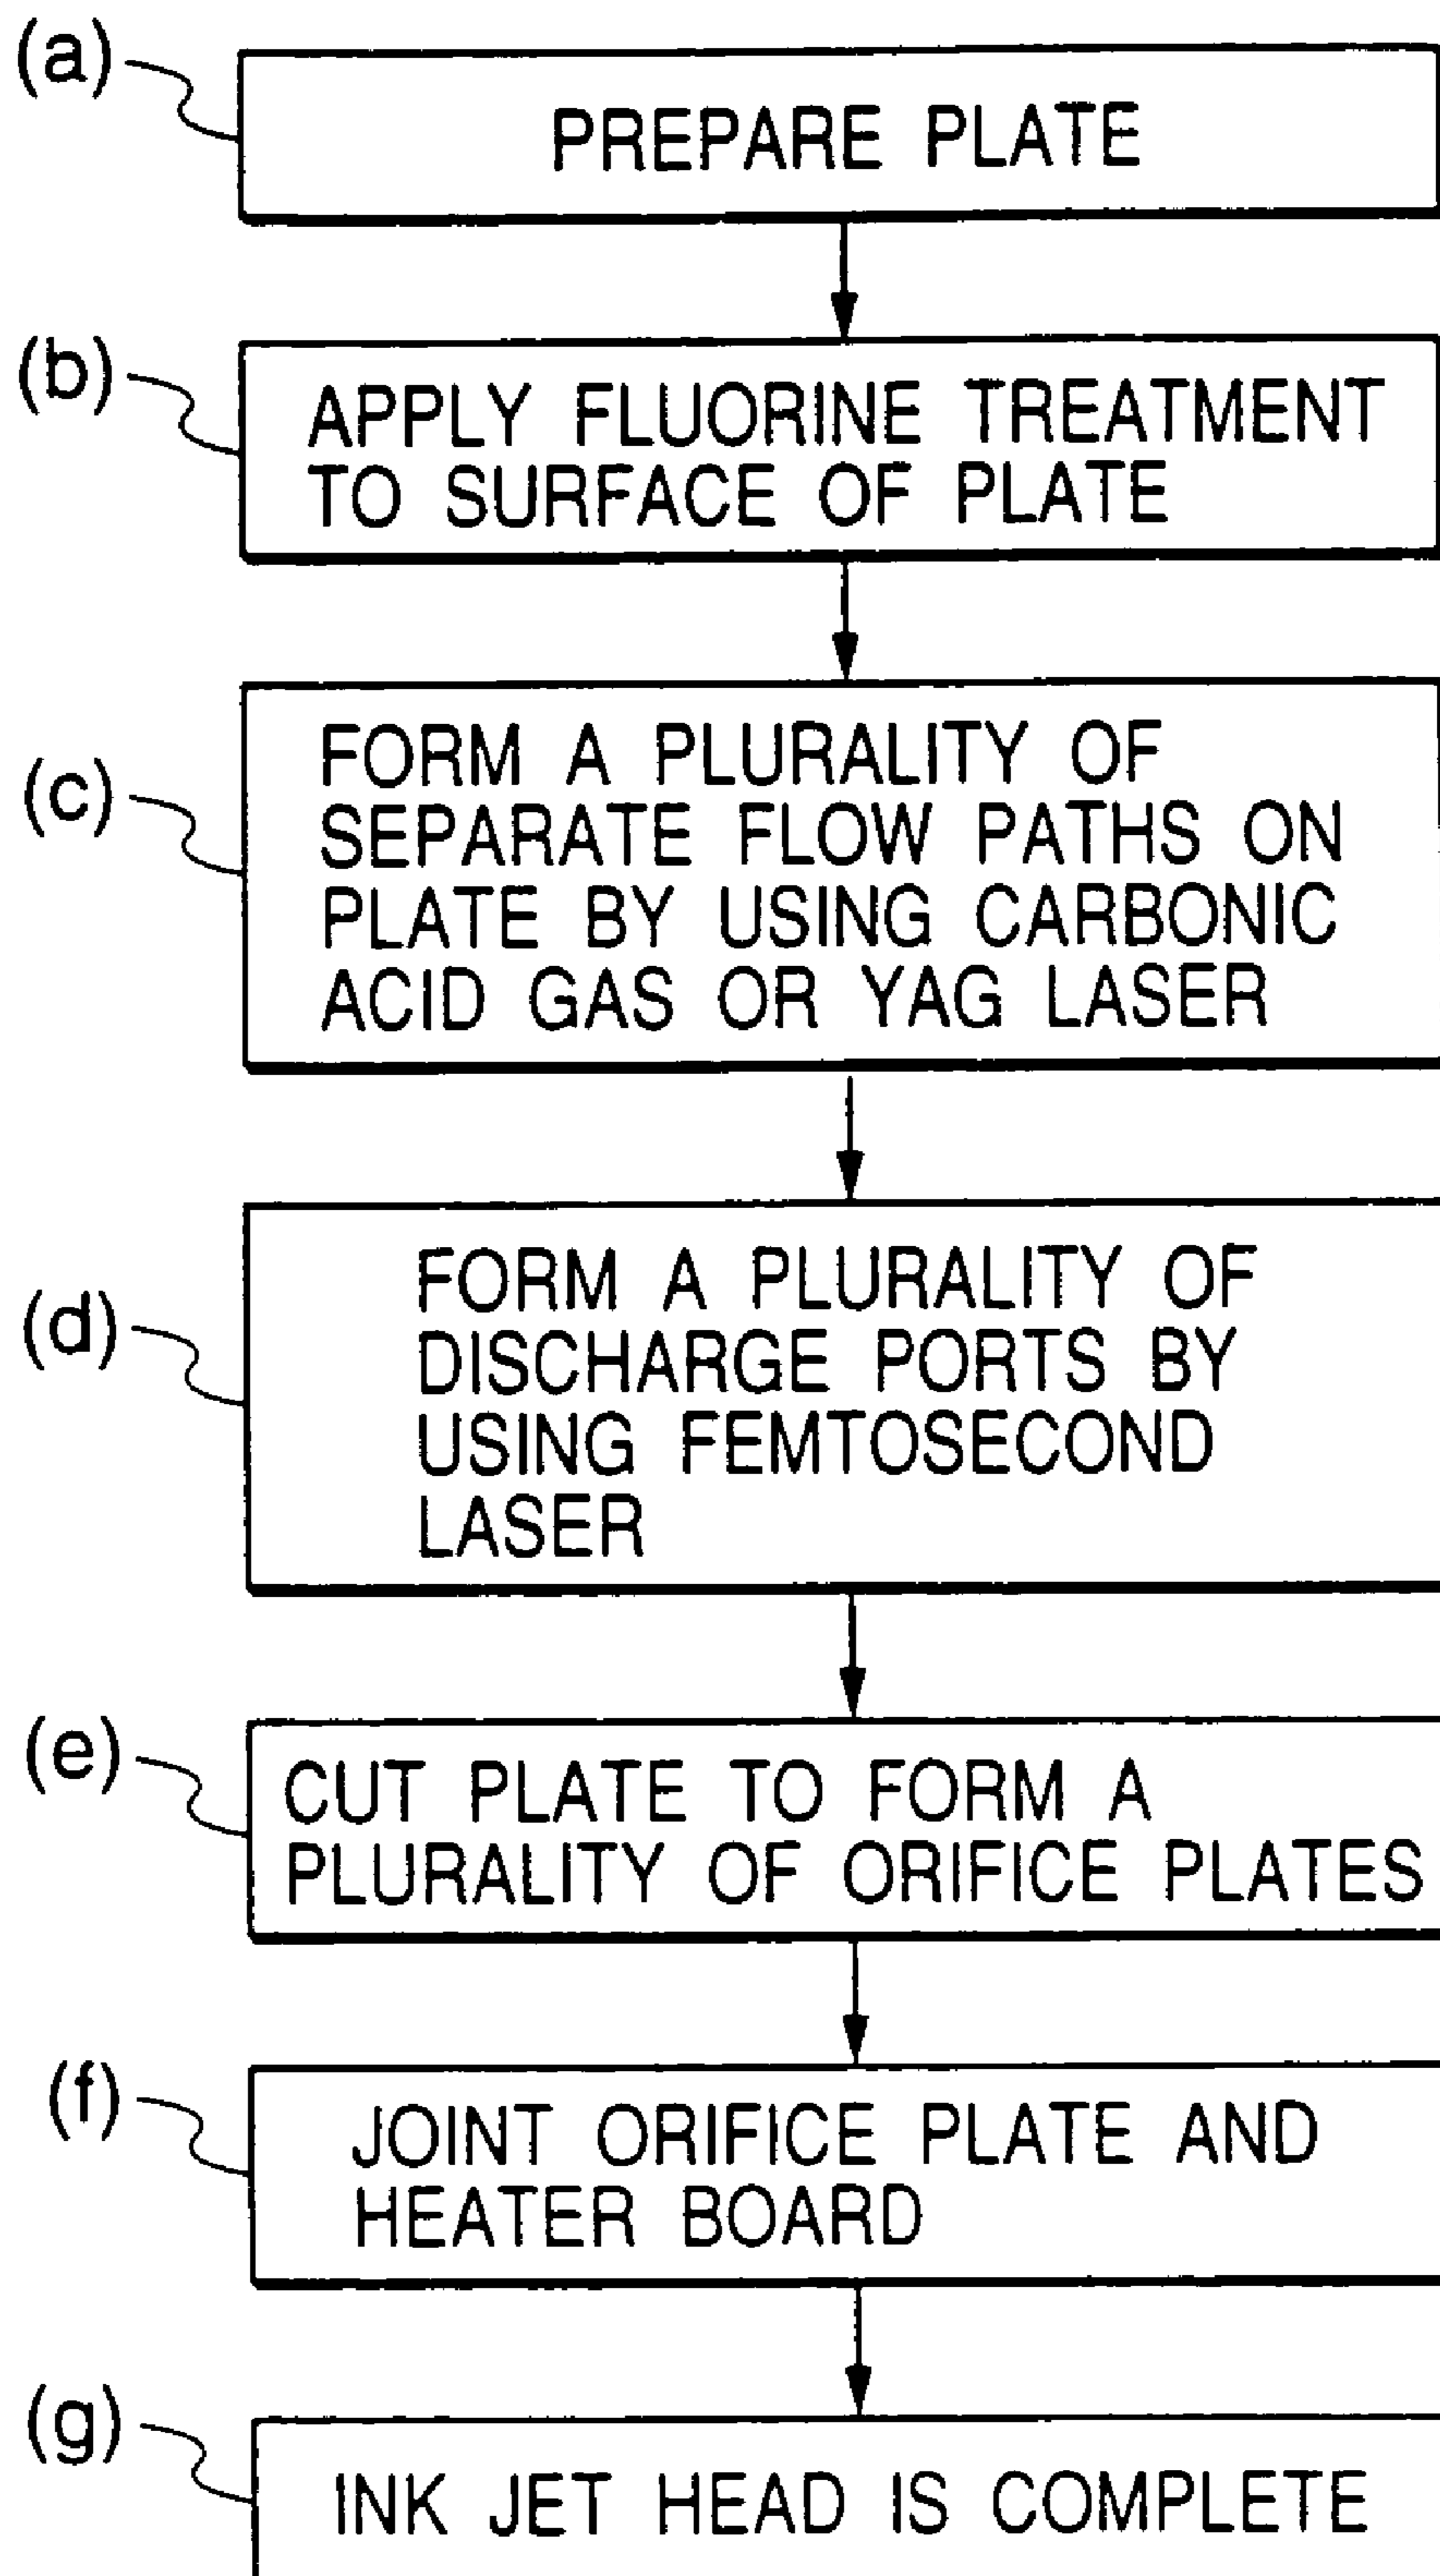 (a)
PREPARE PLATE
(b)
APPLY FLUORINE TREATMENT
TO SURFACE OF PLATE
(c)
FORM A PLURALITY OF
SEPARATE FLOW PATHS ON
PLATE BY USING CARBONIC
ACID GAS OR YAG LASER
(d)
FORM A PLURALITY OF
DISCHARGE PORTS BY
USING FEMTOSECOND
LASER
(e)
CUT PLATE TO FORM A
PLURALITY OF ORIFICE PLATES
(f)
JOINT ORIFICE PLATE AND
HEATER BOARD
(g)
INK JET HEAD IS COMPLETE